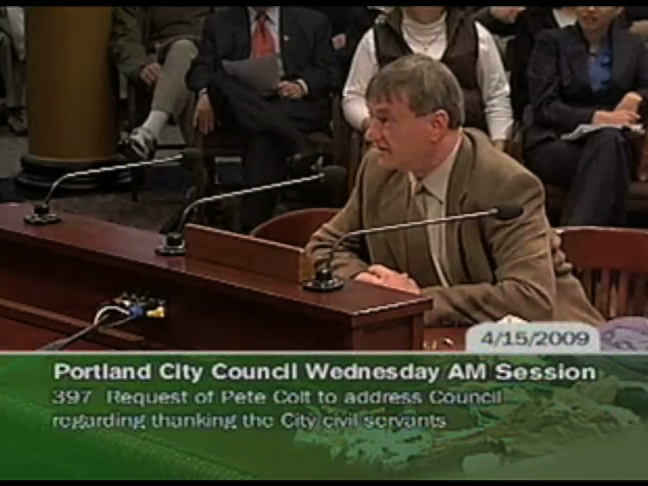 4/15/2009
Portland City Council Wednesday AM Session
397 Request of Pete Colt to address Council
regarding thanking the City civil servants